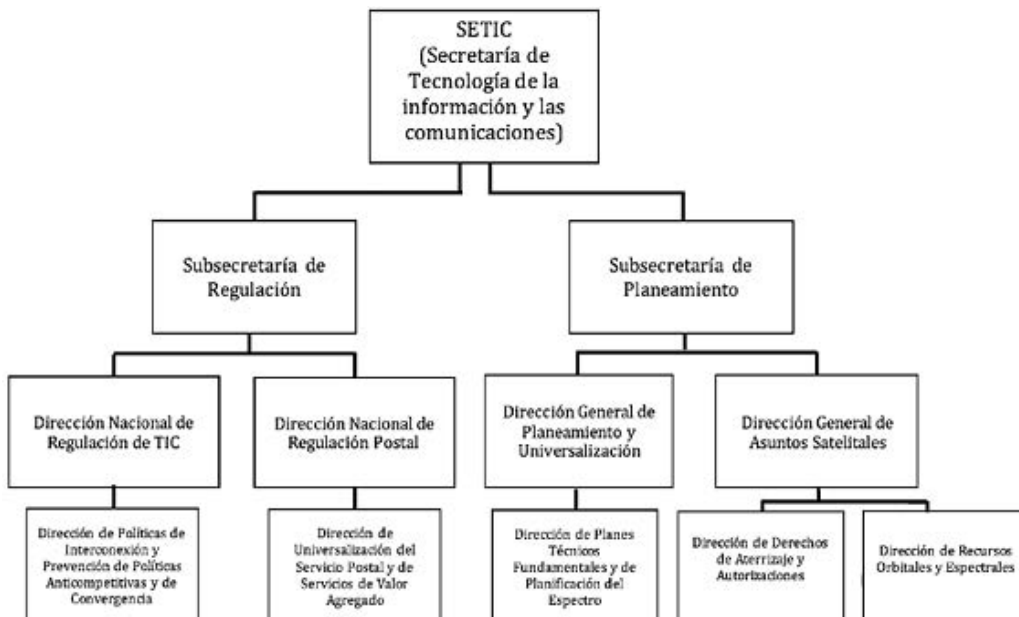 SETIC
(Secretaría de
Tecnología de la
información y las
comunicaciones)
Subsecretaría de
Regulación
Subsecretaría de
Planeamiento
Dirección Nacional de
Regulación de TIC
Dirección Nacional de
Regulación Postal
Dirección General de
Planeamiento y
Universalización
Dirección General de
Asuntos Satelitales
Dirección de Políticas de
Interconexión y
Prevención de Políticas
Anticompetitivas y de
Convergencia
Dirección de
Universalización del
Servicio Postal y de
Servicios de Valor
Agregado
Dirección de Planes
Técnicos
Fundamentales y de
Planificación del
Espectro
Dirección de Derechos
de Aterrizaje y
Autorizaciones
Dirección de Recursos
Orbitales y Espectrales